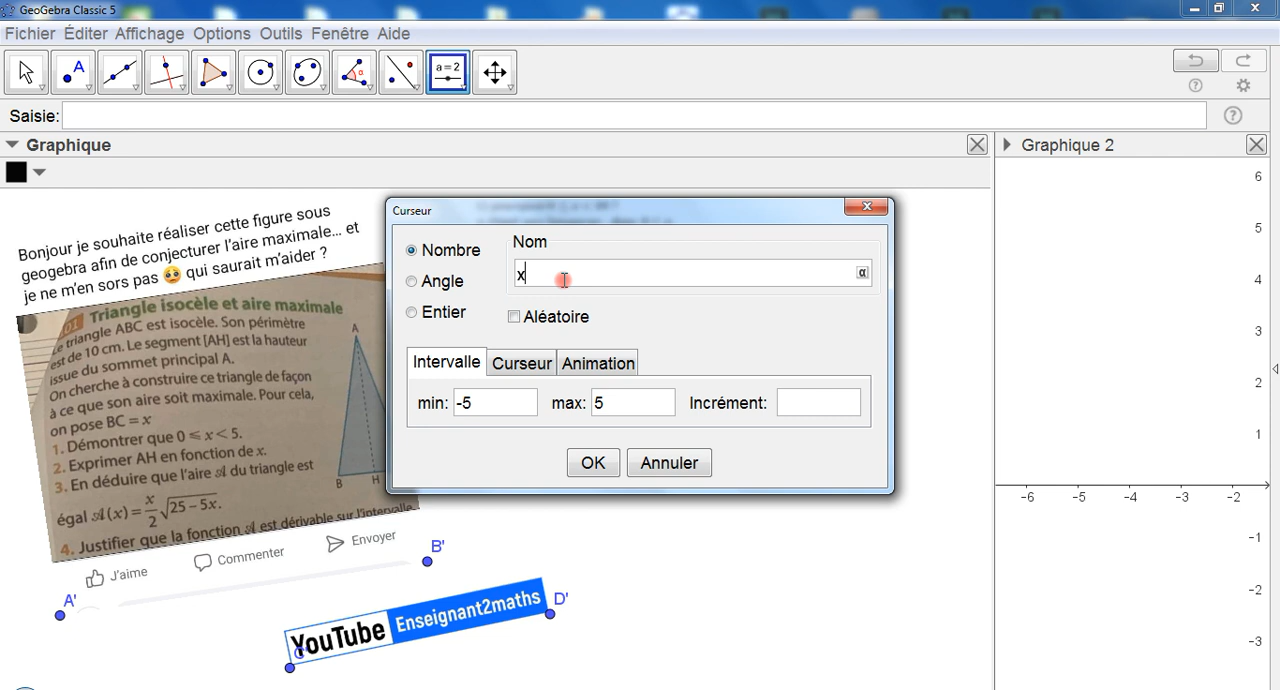 GeoGebra Classic 5
Fichier Éditer Affichage Options Outils Fenêtre Aide
A
α
a = 2
Saisie:
Graphique
Graphique 2
Bonjour je souhaite réaliser cette figure sous
geogebra afin de conjecturer l'aire maximale... et
je ne m'en sors pas 🥺 qui saurait m'aider ?
01 Triangle isocèle et aire maximale
Le triangle ABC est isocèle. Son périmètre
est de 10 cm. Le segment [AH] est la hauteur
issue du sommet principal A.
On cherche à construire ce triangle de façon
à ce que son aire soit maximale. Pour cela,
on pose BC = x
1. Démontrer que 0 ⩽ x < 5.
2. Exprimer AH en fonction de x.
3. En déduire que l'aire 𝒜 du triangle est
égal 𝒜(x) = x/2 √25 − 5x.
4. Justifier que la fonction 𝒜 est dérivable sur l'intervalle
A
B H
J'aime Commenter Envoyer
A'
B'
C'
D'
YouTube Enseignant2maths
Curseur
Nombre
Angle
Entier
Nom
x
α
Aléatoire
Intervalle Curseur Animation
min: -5 max: 5 Incrément:
OK Annuler
6
5
4
3
2
1
-6 -5 -4 -3 -2
-1
-2
-3